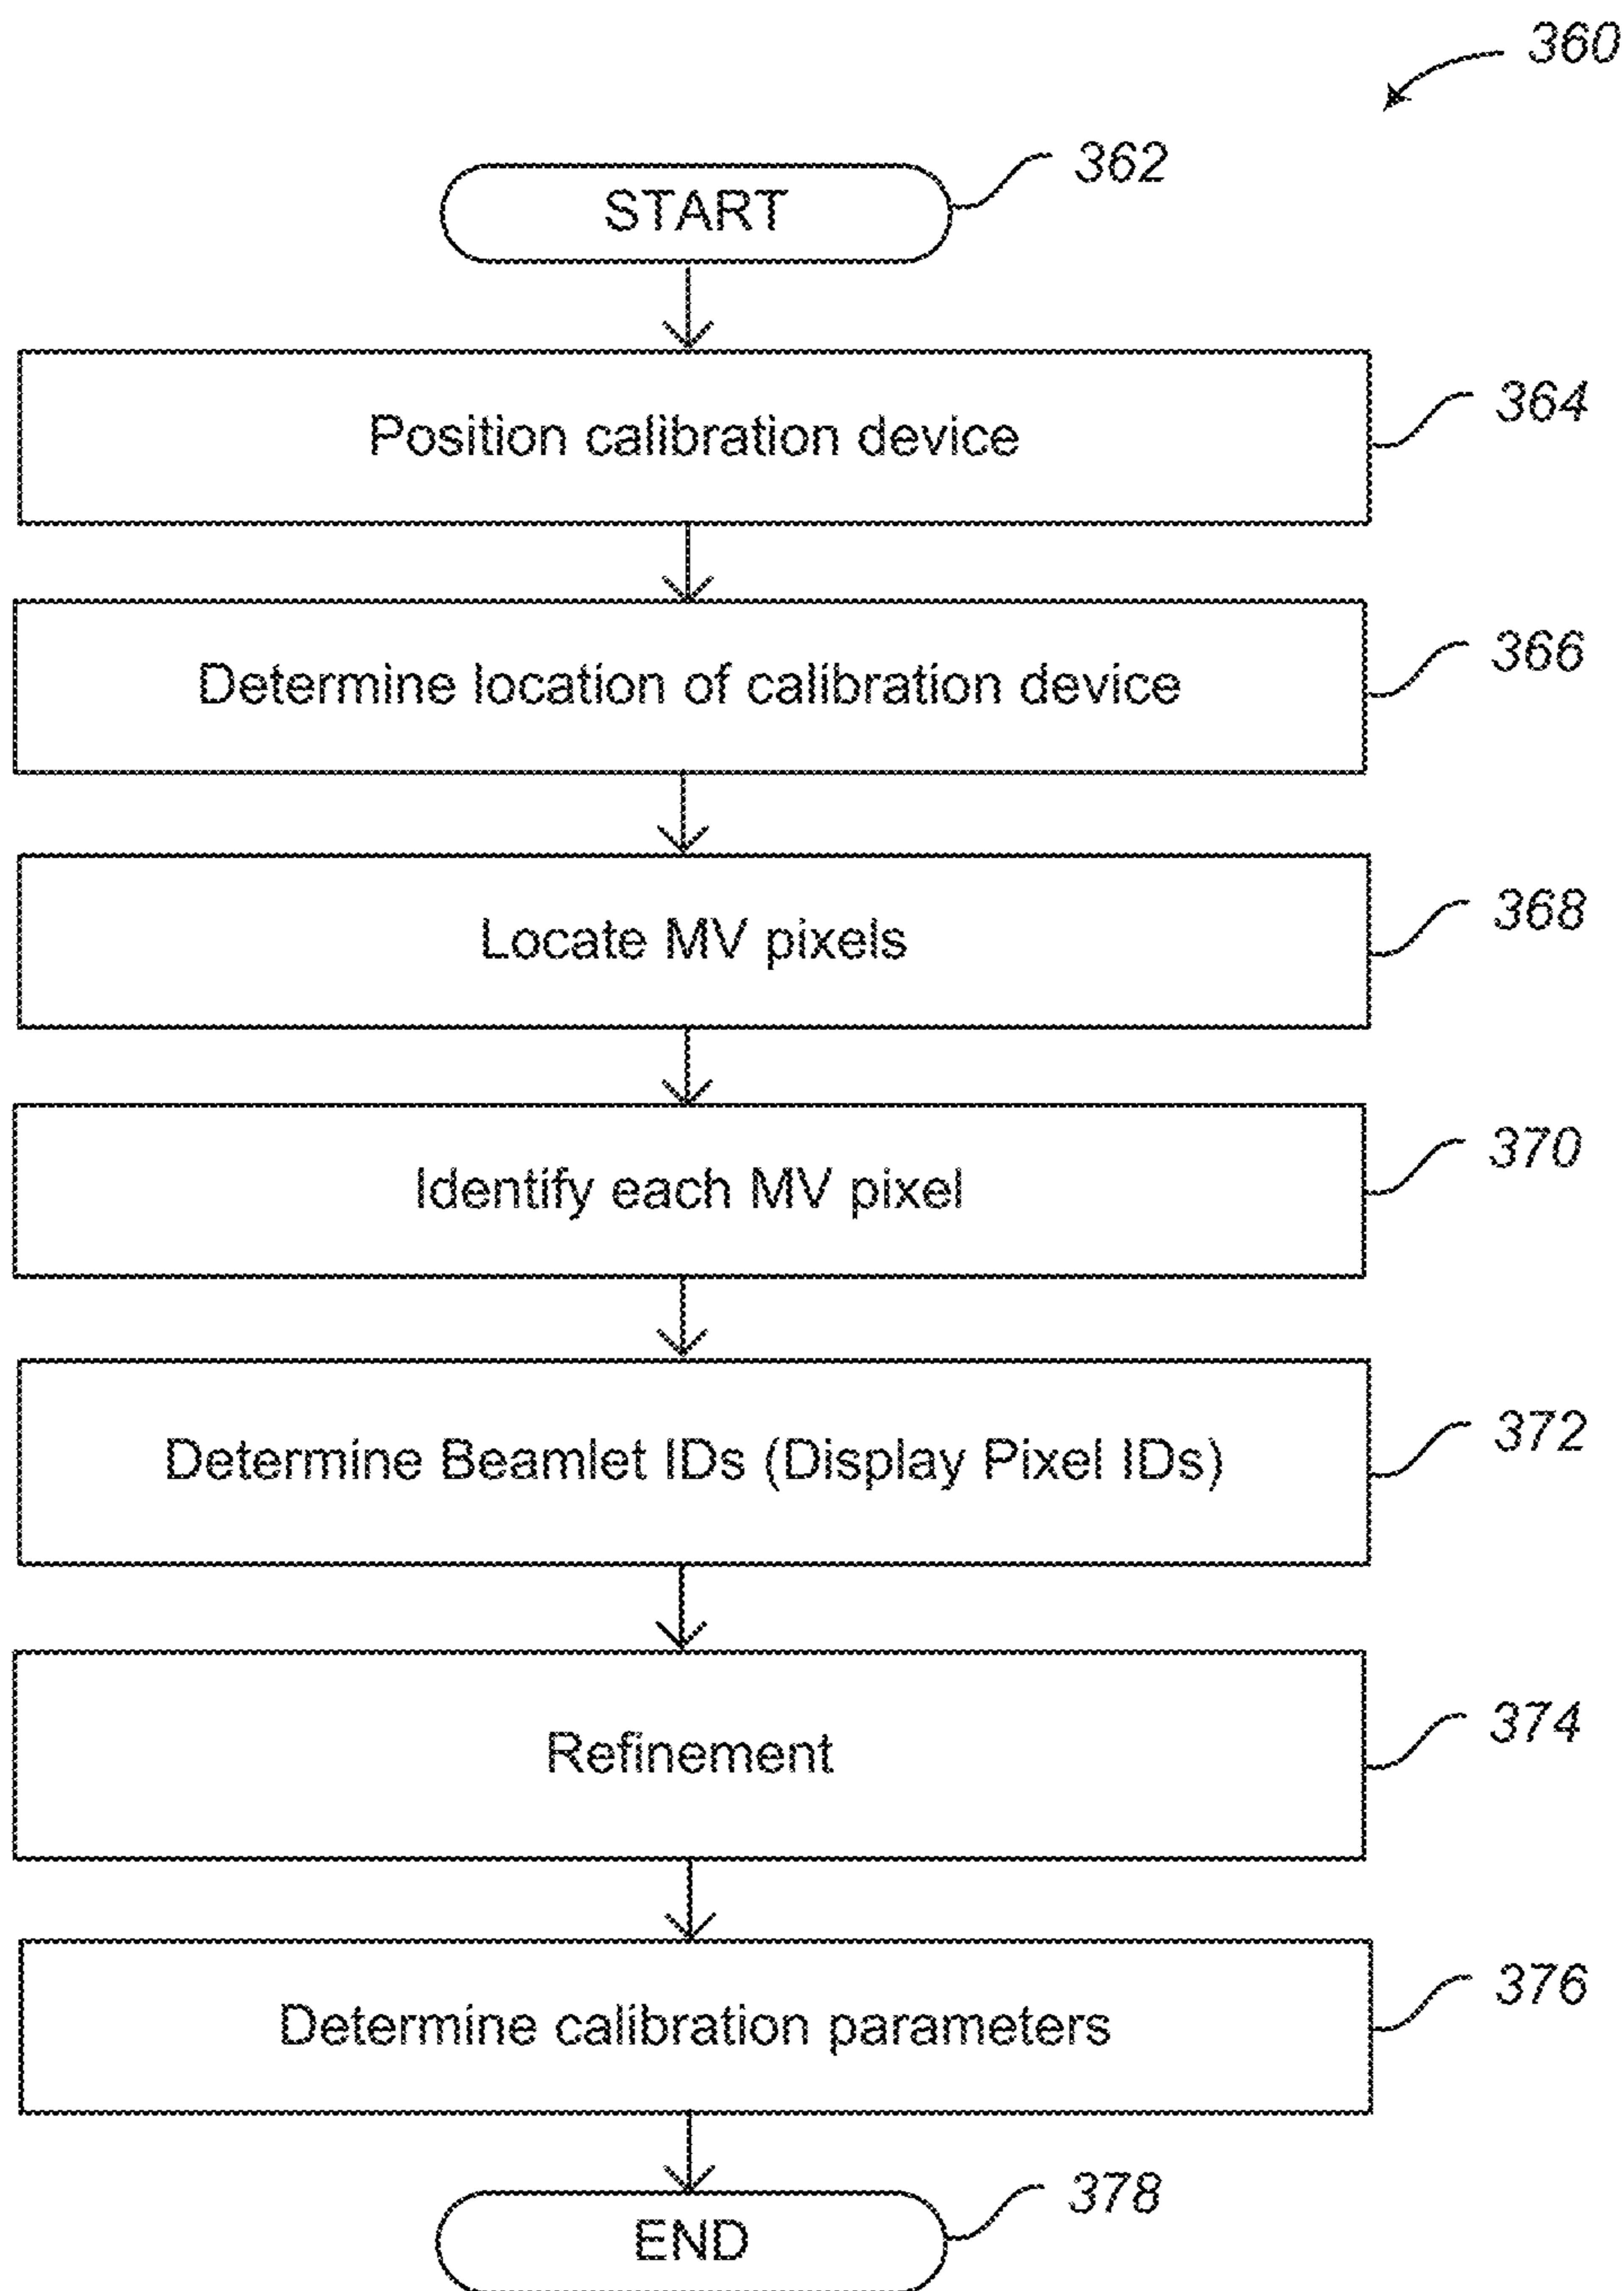 360
START
362
Position calibration device
364
Determine location of calibration device
366
Locate MV pixels
368
Identify each MV pixel
370
Determine Beamlet IDs (Display Pixel IDs)
372
Refinement
374
Determine calibration parameters
376
END
378